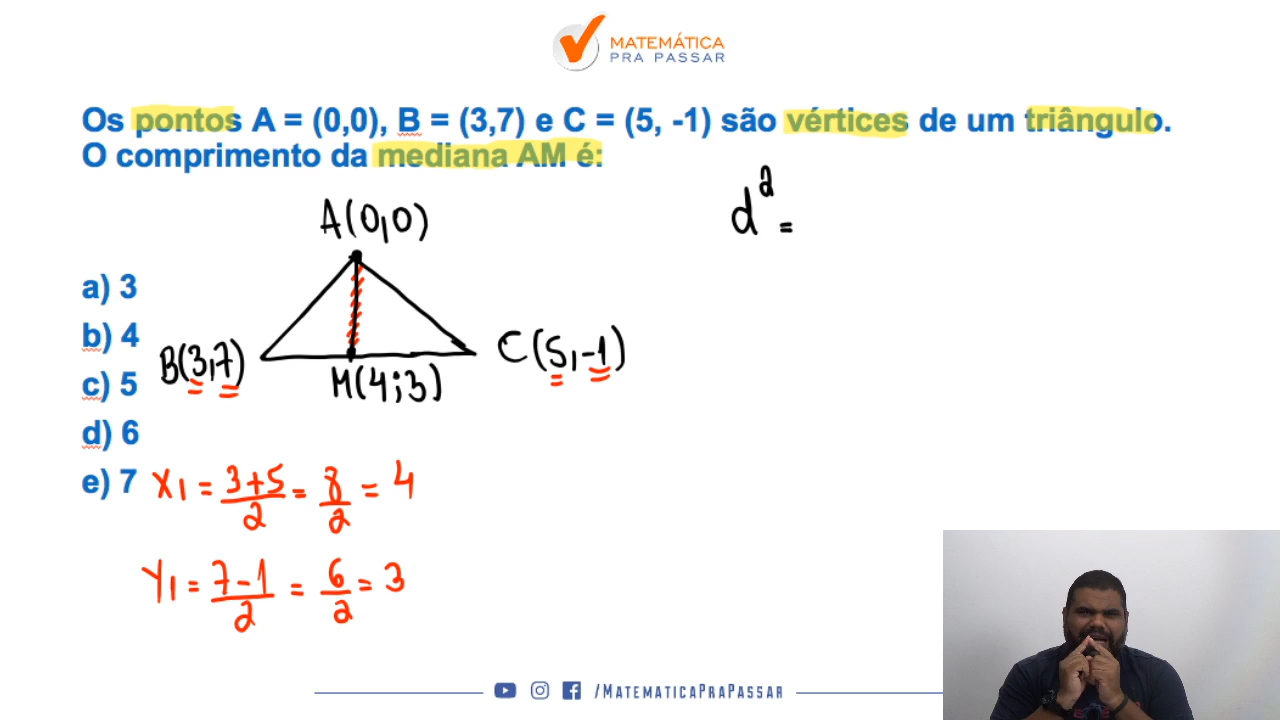 MATEMÁTICA
PRA PASSAR
Os pontos A = (0,0), B = (3,7) e C = (5, -1) são vértices de um triângulo.
O comprimento da mediana AM é:
d² =
A(0,0)
a) 3
b) 4
B(3,7)
C(5,-1)
c) 5
M(4;3)
d) 6
e) 7
X1 = 3+5/2 = 8/2 = 4
Y1 = 7-1/2 = 6/2 = 3
/MATEMATICAPRAPASSAR